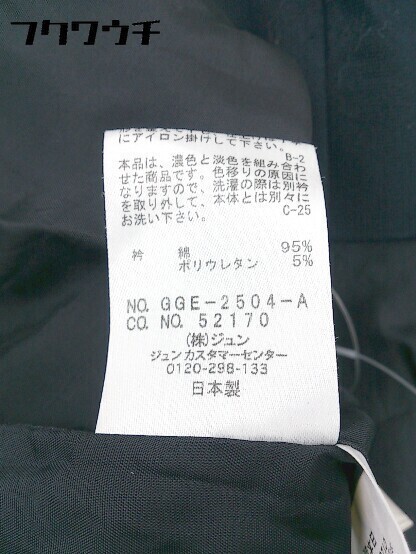 フクワウチ
にアイロン掛けして下さい。
B-2
本品は、濃色と淡色を組み合わ
せた商品です。色移りの原因に
なりますので、洗濯の際は別衿
を取り外して、本体とは別々に
お洗い下さい。
C-25
衿 綿 95%
ポリウレタン 5%
NO. GGE-2504-A
CO. NO. 52170
(株)ジュン
ジュンカスタマーセンター
0120-298-133
日本製